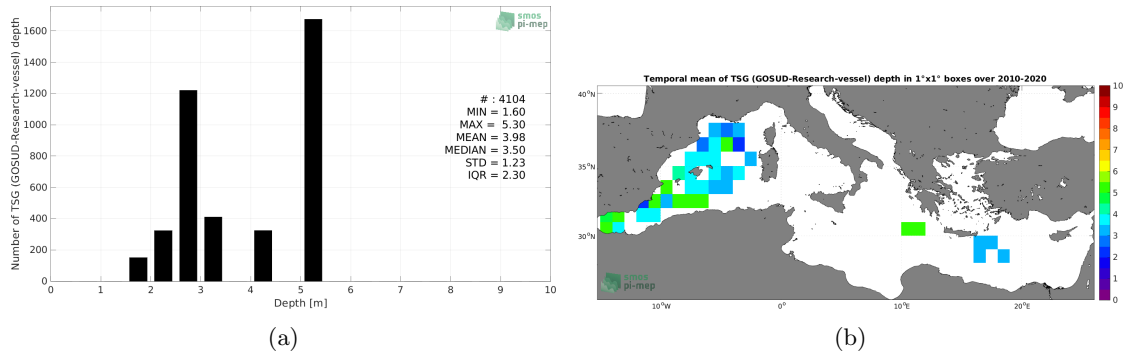 1600
1400
1200
1000
800
600
400
200
0
Number of TSG (GOSUD-Research-vessel) depth
smos
pi-mep
# : 4104
MIN = 1.60
MAX = 5.30
MEAN = 3.98
MEDIAN = 3.50
STD = 1.23
IQR = 2.30
0 1 2 3 4 5 6 7 8 9 10
Depth [m]
(a)
Temporal mean of TSG (GOSUD-Research-vessel) depth in 1°x1° boxes over 2010-2020
40°N
35°N
30°N
10°W 0° 10°E 20°E
smos
pi-mep
10
9
8
7
6
5
4
3
2
1
0
(b)